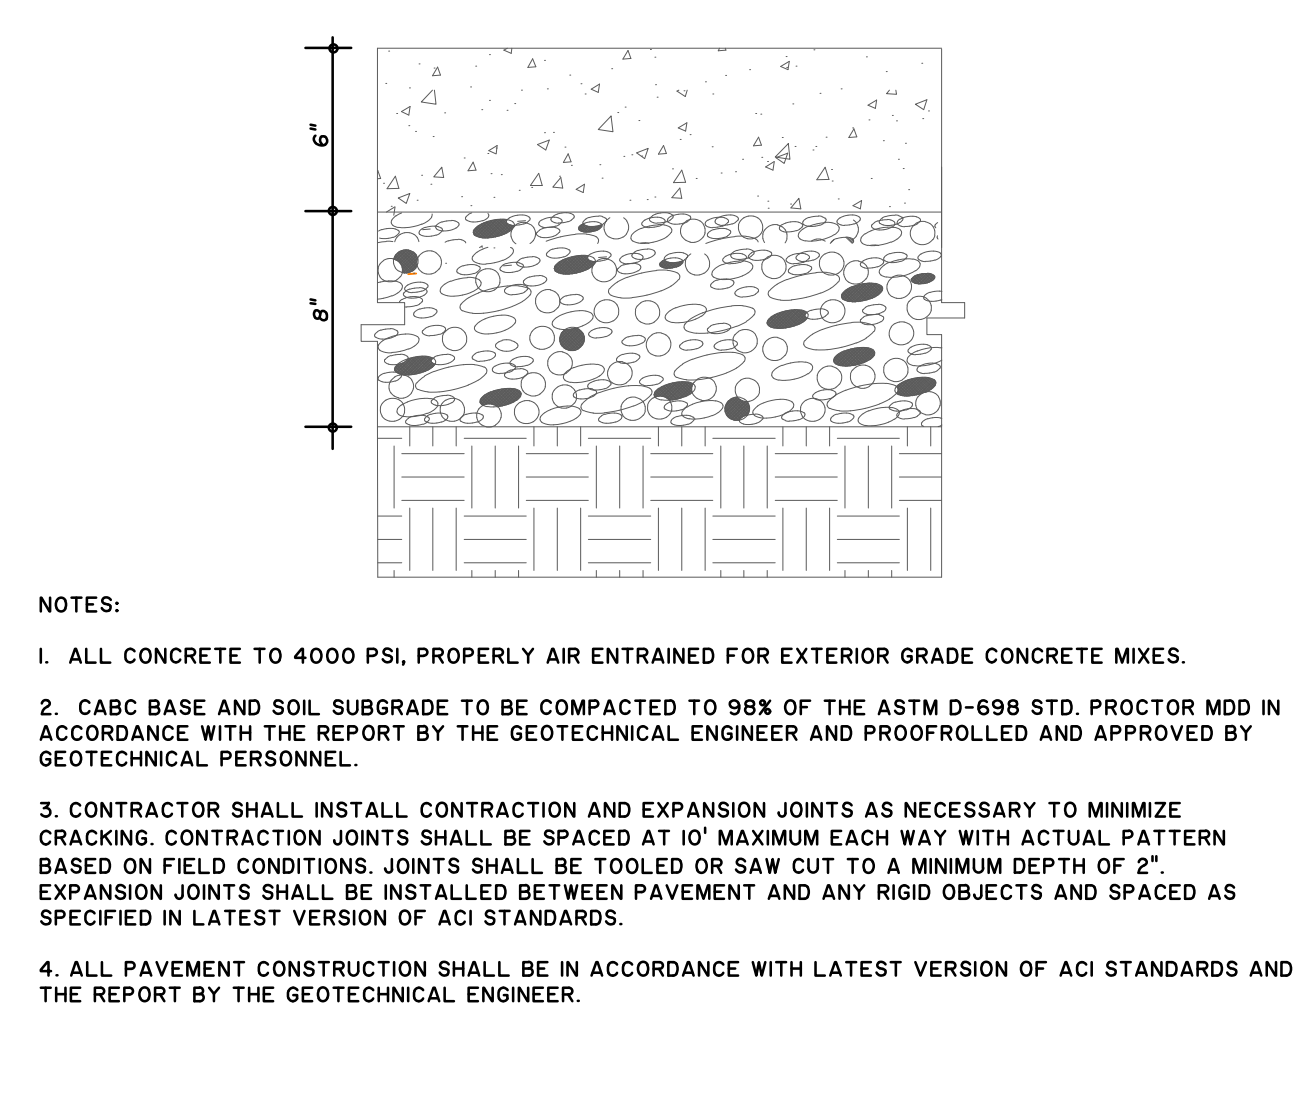 6"
8"
NOTES:
1. ALL CONCRETE TO 4000 PSI, PROPERLY AIR ENTRAINED FOR EXTERIOR GRADE CONCRETE MIXES.
2. CABC BASE AND SOIL SUBGRADE TO BE COMPACTED TO 98% OF THE ASTM D-698 STD. PROCTOR MDD IN
ACCORDANCE WITH THE REPORT BY THE GEOTECHNICAL ENGINEER AND PROOFROLLED AND APPROVED BY
GEOTECHNICAL PERSONNEL.
3. CONTRACTOR SHALL INSTALL CONTRACTION AND EXPANSION JOINTS AS NECESSARY TO MINIMIZE
CRACKING. CONTRACTION JOINTS SHALL BE SPACED AT 10' MAXIMUM EACH WAY WITH ACTUAL PATTERN
BASED ON FIELD CONDITIONS. JOINTS SHALL BE TOOLED OR SAW CUT TO A MINIMUM DEPTH OF 2".
EXPANSION JOINTS SHALL BE INSTALLED BETWEEN PAVEMENT AND ANY RIGID OBJECTS AND SPACED AS
SPECIFIED IN LATEST VERSION OF ACI STANDARDS.
4. ALL PAVEMENT CONSTRUCTION SHALL BE IN ACCORDANCE WITH LATEST VERSION OF ACI STANDARDS AND
THE REPORT BY THE GEOTECHNICAL ENGINEER.